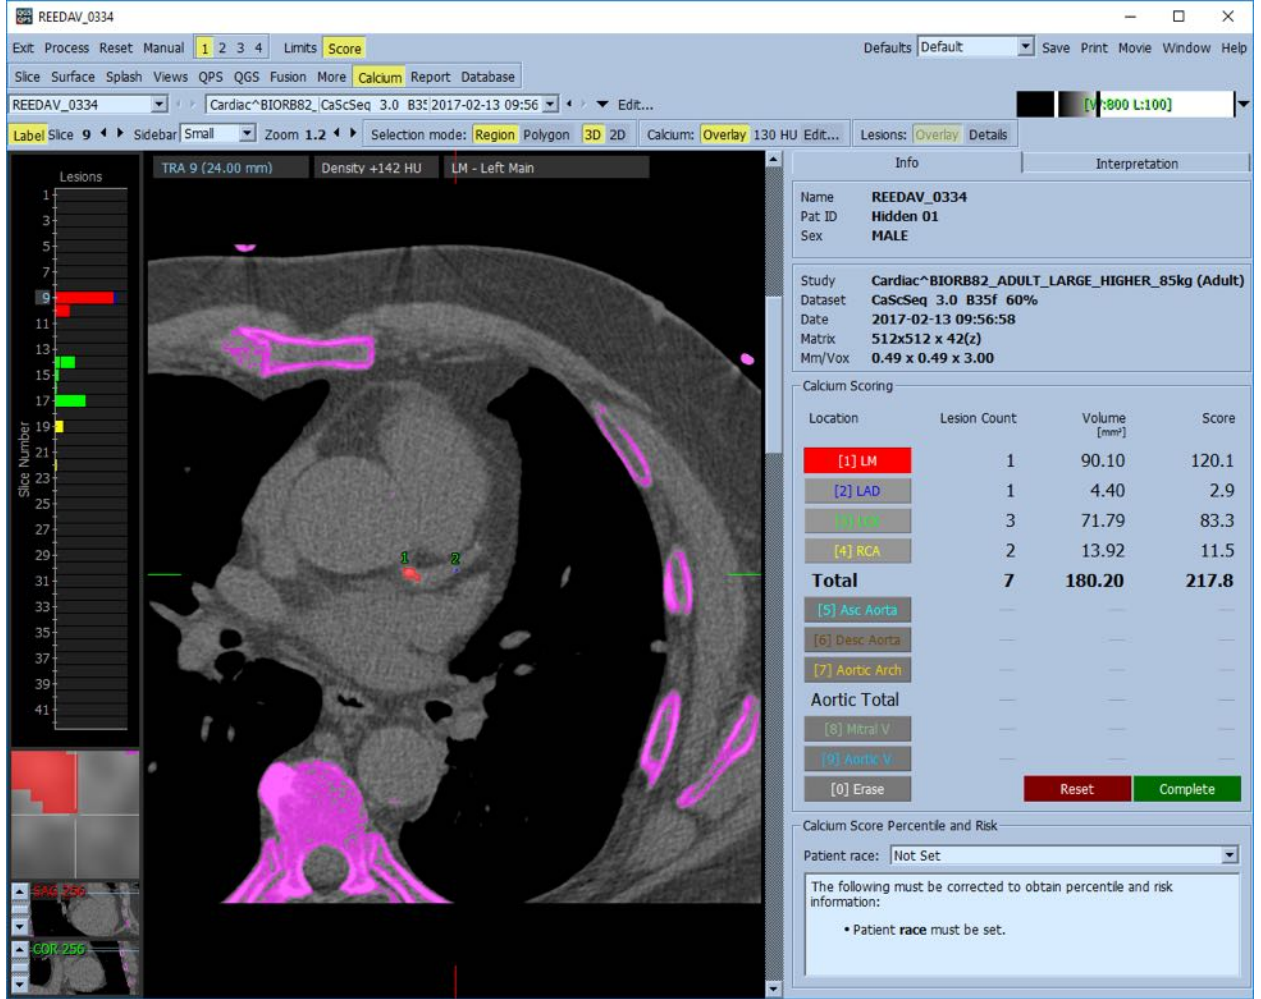 REEDAV_0334
Exit Process Reset Manual 1 2 3 4 Limits Score Defaults Default Save Print Movie Window Help
Slice Surface Splash Views QPS QGS Fusion More Calcium Report Database
REEDAV_0334 Cardiac^BIORB82_ CaScSeq 3.0 B35f 2017-02-13 09:56 Edit... [W:800 L:100]
Label Slice 9 Sidebar Small Zoom 1.2 Selection mode: Region Polygon 3D 2D Calcium: Overlay 130 HU Edit... Lesions: Overlay Details
Lesions
1
3
5
7
9
11
13
15
17
19
21
23
25
27
29
31
33
35
37
39
41
Slice Number
SAG 256
COR 256
TRA 9 (24.00 mm) Density +142 HU LM - Left Main
1 2
Info Interpretation
Name REEDAV_0334
Pat ID Hidden 01
Sex MALE
Study Cardiac^BIORB82_ADULT_LARGE_HIGHER_85kg (Adult)
Dataset CaScSeq 3.0 B35f 60%
Date 2017-02-13 09:56:58
Matrix 512x512 x 42(z)
Mm/Vox 0.49 x 0.49 x 3.00
Calcium Scoring
Location Lesion Count Volume Score
[mm³]
[1] LM 1 90.10 120.1
[2] LAD 1 4.40 2.9
3 71.79 83.3
[4] RCA 2 13.92 11.5
Total 7 180.20 217.8
[5] Asc Aorta — — —
[6] Desc Aorta — — —
[7] Aortic Arch — — —
Aortic Total — — —
[8] Mitral V — — —
[9] Aortic V — — —
[0] Erase Reset Complete
Calcium Score Percentile and Risk
Patient race: Not Set
The following must be corrected to obtain percentile and risk
information:
• Patient race must be set.